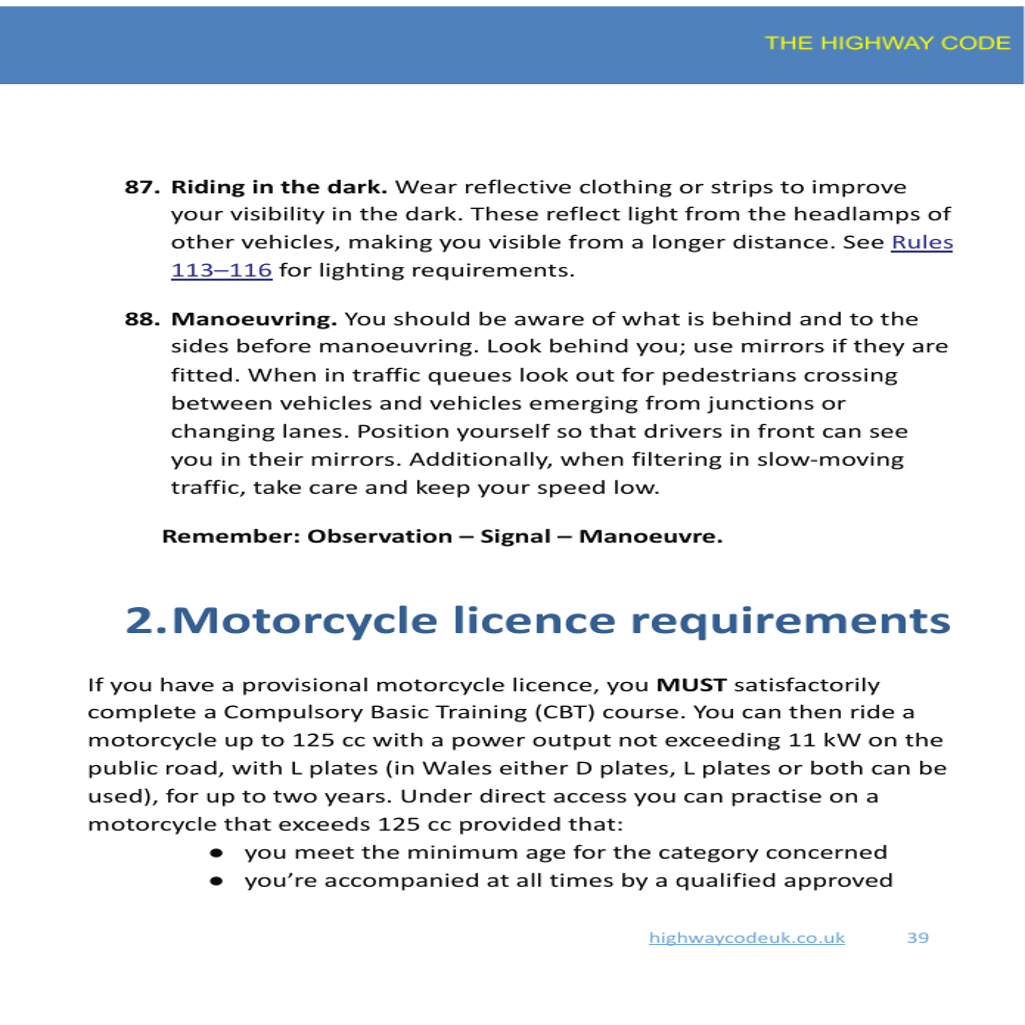 THE HIGHWAY CODE
87. Riding in the dark. Wear reflective clothing or strips to improve
your visibility in the dark. These reflect light from the headlamps of
other vehicles, making you visible from a longer distance. See Rules
113–116 for lighting requirements.
88. Manoeuvring. You should be aware of what is behind and to the
sides before manoeuvring. Look behind you; use mirrors if they are
fitted. When in traffic queues look out for pedestrians crossing
between vehicles and vehicles emerging from junctions or
changing lanes. Position yourself so that drivers in front can see
you in their mirrors. Additionally, when filtering in slow-moving
traffic, take care and keep your speed low.
Remember: Observation – Signal – Manoeuvre.
2.Motorcycle licence requirements
If you have a provisional motorcycle licence, you MUST satisfactorily
complete a Compulsory Basic Training (CBT) course. You can then ride a
motorcycle up to 125 cc with a power output not exceeding 11 kW on the
public road, with L plates (in Wales either D plates, L plates or both can be
used), for up to two years. Under direct access you can practise on a
motorcycle that exceeds 125 cc provided that:
● you meet the minimum age for the category concerned
● you’re accompanied at all times by a qualified approved
highwaycodeuk.co.uk 39